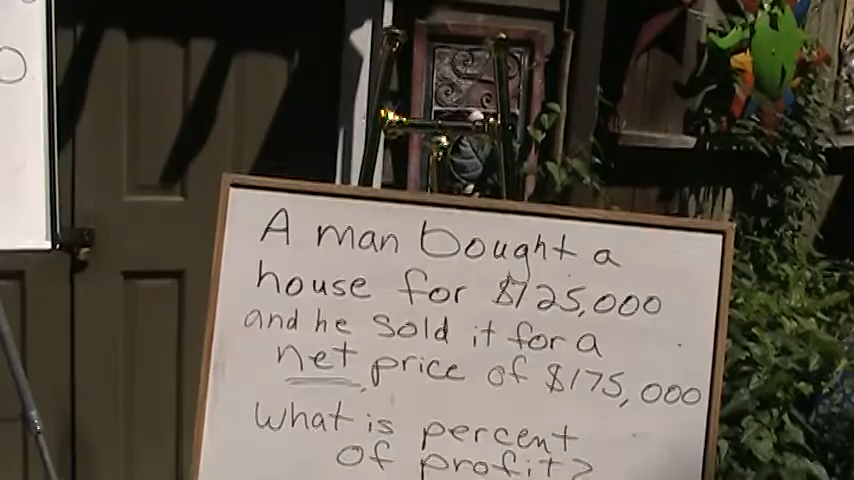 O
A man bought a
house for $125,000
and he sold it for a
net price of $175,000
What is percent
of profit?